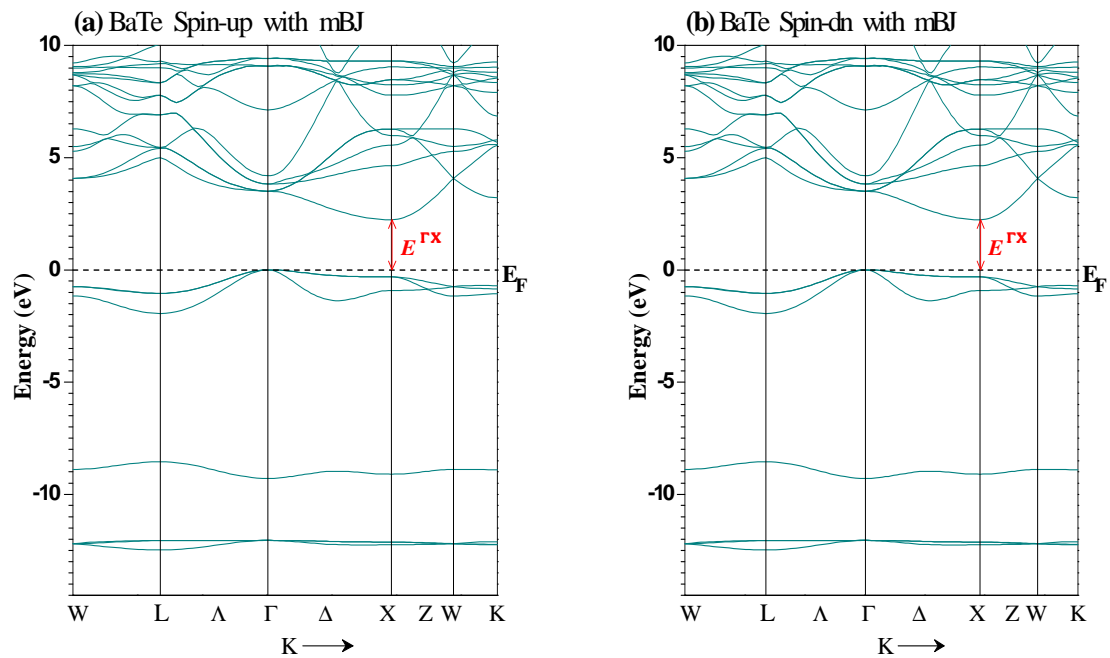 (a) BaTe Spin-up with mBJ
10
5
0
-5
-10
Energy (eV)
E ΓX
E_F
W L Λ Γ Δ X Z W K
K →
(b) BaTe Spin-dn with mBJ
10
5
0
-5
-10
Energy (eV)
E ΓX
E_F
W L Λ Γ Δ X Z W K
K →